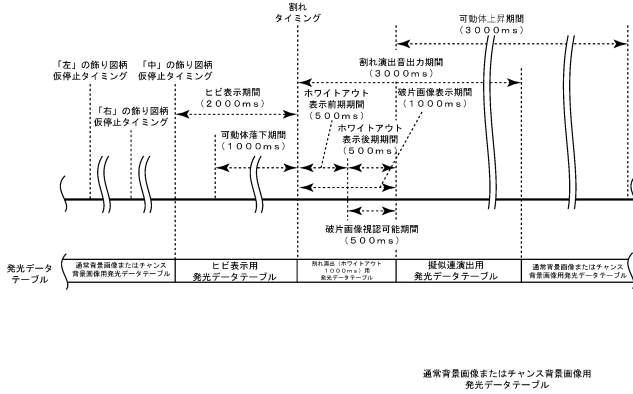 割れ
タイミング
可動体上昇期間
(3000ms)
「左」の飾り図柄
仮停止タイミング
「中」の飾り図柄
仮停止タイミング
割れ演出音出力期間
(3000ms)
「右」の飾り図柄
仮停止タイミング
ヒビ表示期間
(2000ms)
ホワイトアウト
表示前期期間
(500ms)
破片画像表示期間
(1000ms)
可動体落下期間
(1000ms)
ホワイトアウト
表示後期期間
(500ms)
破片画像視認可能期間
(500ms)
発光データ
テーブル
通常背景画像またはチャンス
背景画像用発光データテーブル
ヒビ表示用
発光データテーブル
割れ演出(ホワイトアウト
1000ms)用
発光データテーブル
擬似連演出用
発光データテーブル
通常背景画像またはチャンス
背景画像用発光データテーブル
通常背景画像またはチャンス背景画像用
発光データテーブル